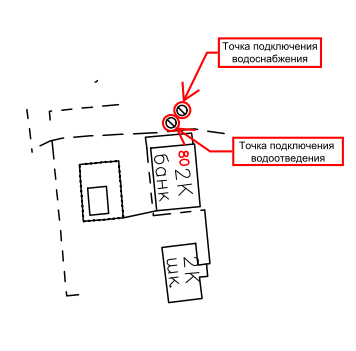 Точка подключения
водоснабжения
Точка подключения
водоотведения
80
2К
банк
2К
шк